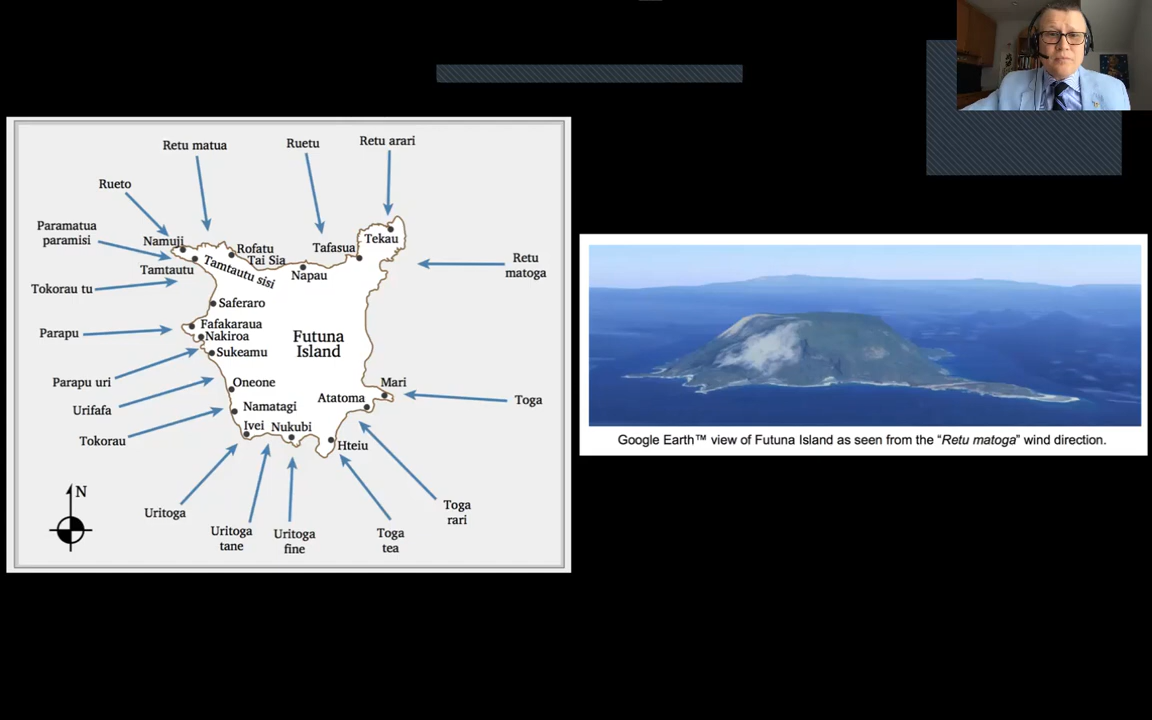 Retu matua
Ruetu
Retu arari
Rueto
Paramatua
paramisi
Namuji
Rofatu
Tai Sia
Tafasua
Tekau
Tamtautu
Tamtautu sisi
Napau
Retu
matoga
Tokorau tu
Saferaro
Parapu
Fafakaraua
Nakiroa
Sukeamu
Futuna
Island
Parapu uri
Oneone
Mari
Urifafa
Namatagi
Atatoma
Toga
Tokorau
Ivei
Nukubi
Hteiu
N
Uritoga
Uritoga
tane
Uritoga
fine
Toga
tea
Toga
rari
Google Earth™ view of Futuna Island as seen from the “Retu matoga” wind direction.